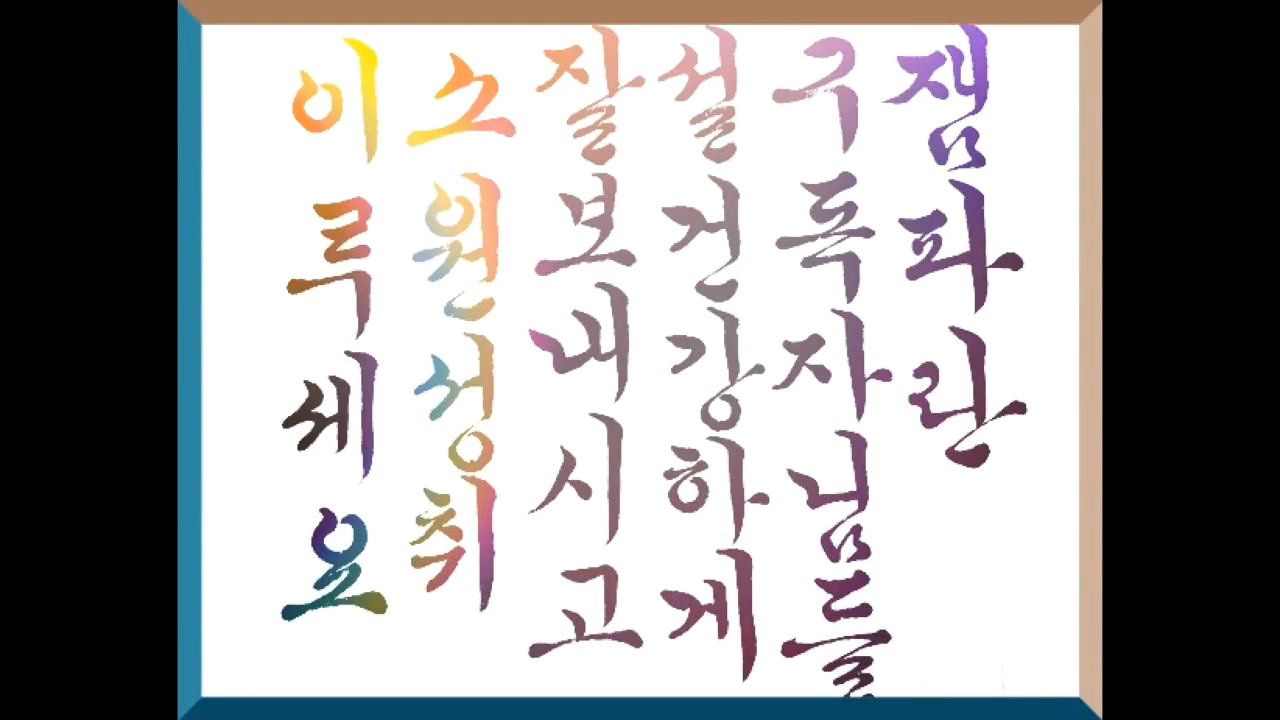 잼파란
구독자님들
설건강하게
잘보내시고
소원성취
이루세요